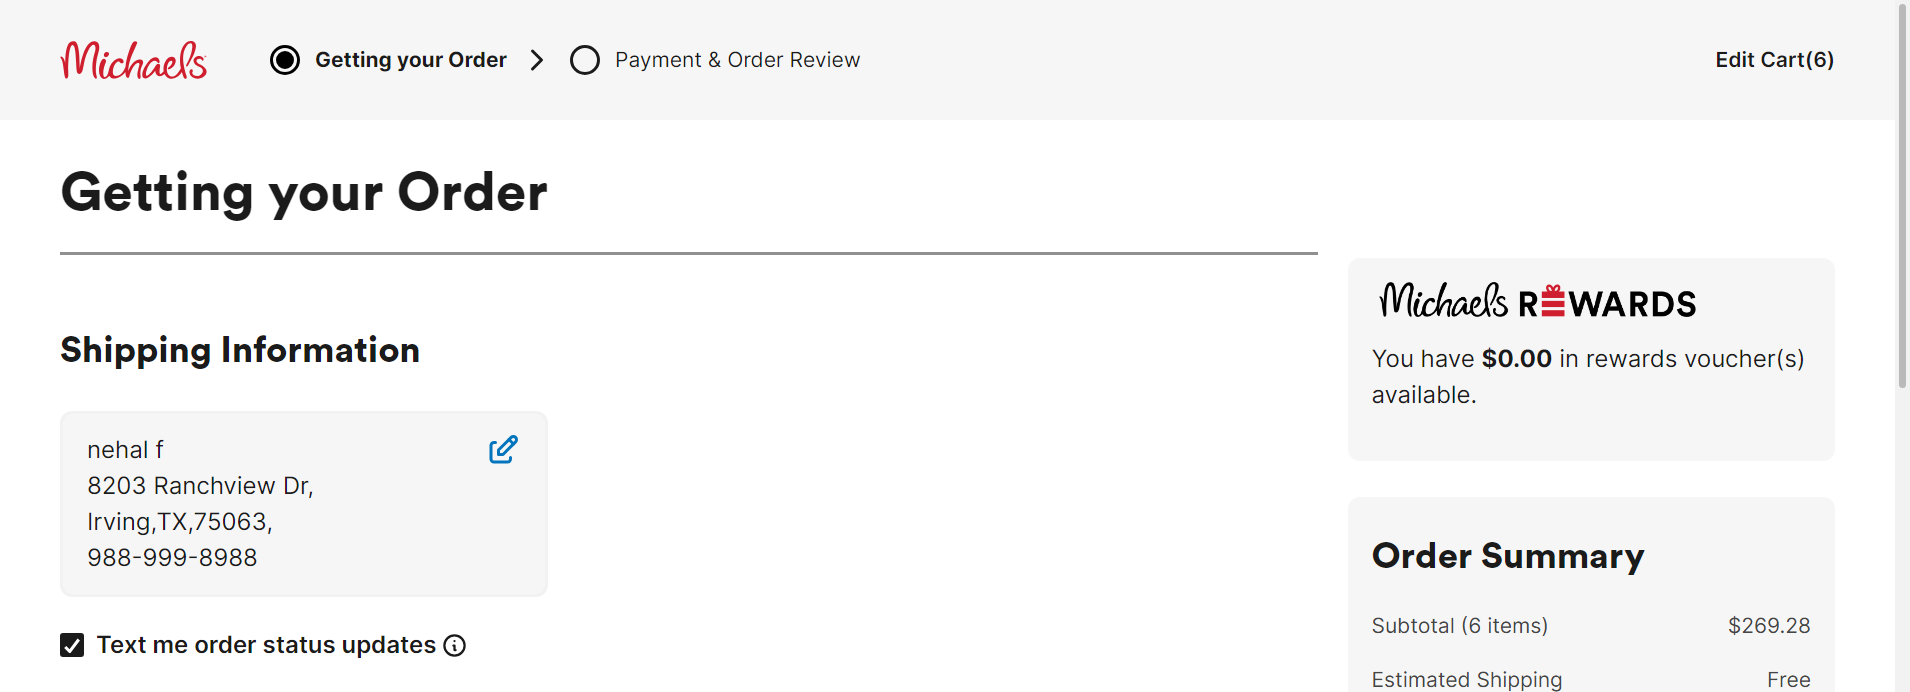 Michaels
Getting your Order
Payment & Order Review
Edit Cart(6)
Getting your Order
Shipping Information
nehal f
8203 Ranchview Dr,
Irving,TX,75063,
988-999-8988
Text me order status updates
Michaels REWARDS
You have $0.00 in rewards voucher(s)
available.
Order Summary
Subtotal (6 items) $269.28
Estimated Shipping Free